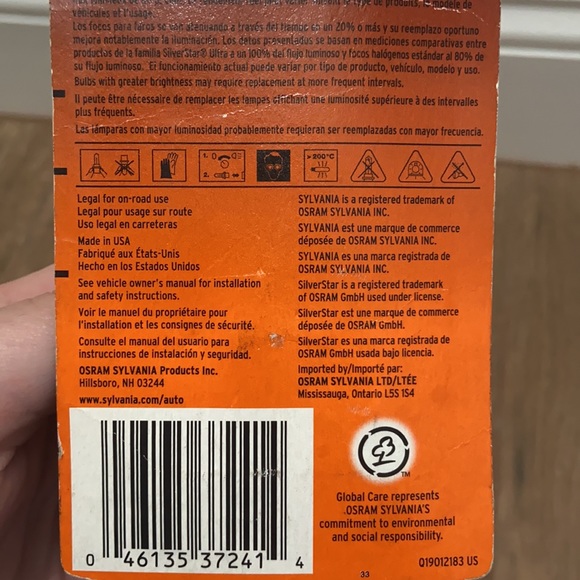 vehículos et l'usage.
Los focos para faros se van atenuando a través del tiempo en un 20% o más y su reemplazo oportuno
mejora notablemente la iluminación. Los datos presentados se basan en mediciones comparativas entre
productos de la familia SilverStar® Ultra a un 100% del flujo luminoso y focos halógenos estándar al 80% de
su flujo luminoso. El funcionamiento actual puede variar por tipo de producto, vehículo, modelo y uso.
Bulbs with greater brightness may require replacement at more frequent intervals.
Il peut être nécessaire de remplacer les lampes affichant une luminosité supérieure à des intervalles
plus fréquents.
Las lámparas con mayor luminosidad probablemente requieran ser reemplazadas con mayor frecuencia.
1.
2.
>200°C
Legal for on-road use
Legal pour usage sur route
Uso legal en carreteras
Made in USA
Fabriqué aux États-Unis
Hecho en los Estados Unidos
See vehicle owner's manual for installation
and safety instructions.
Voir le manuel du propriétaire pour
l'installation et les consignes de sécurité.
Consulte el manual del usuario para
instrucciones de instalación y seguridad.
OSRAM SYLVANIA Products Inc.
Hillsboro, NH 03244
www.sylvania.com/auto
SYLVANIA is a registered trademark of
OSRAM SYLVANIA INC.
SYLVANIA est une marque de commerce
déposée de OSRAM SYLVANIA INC.
SYLVANIA es una marca registrada de
OSRAM SYLVANIA INC.
SilverStar is a registered trademark
of OSRAM GmbH used under license.
SilverStar est une marque de commerce
déposée de OSRAM GmbH.
SilverStar es una marca registrada de
OSRAM GmbH usada bajo licencia.
Imported by/Importé par:
OSRAM SYLVANIA LTD/LTÉE
Mississauga, Ontario L5S 1S4
0 46135 37241 4
TM
Global Care represents
OSRAM SYLVANIA'S
commitment to environmental
and social responsibility.
33
Q19012183 US